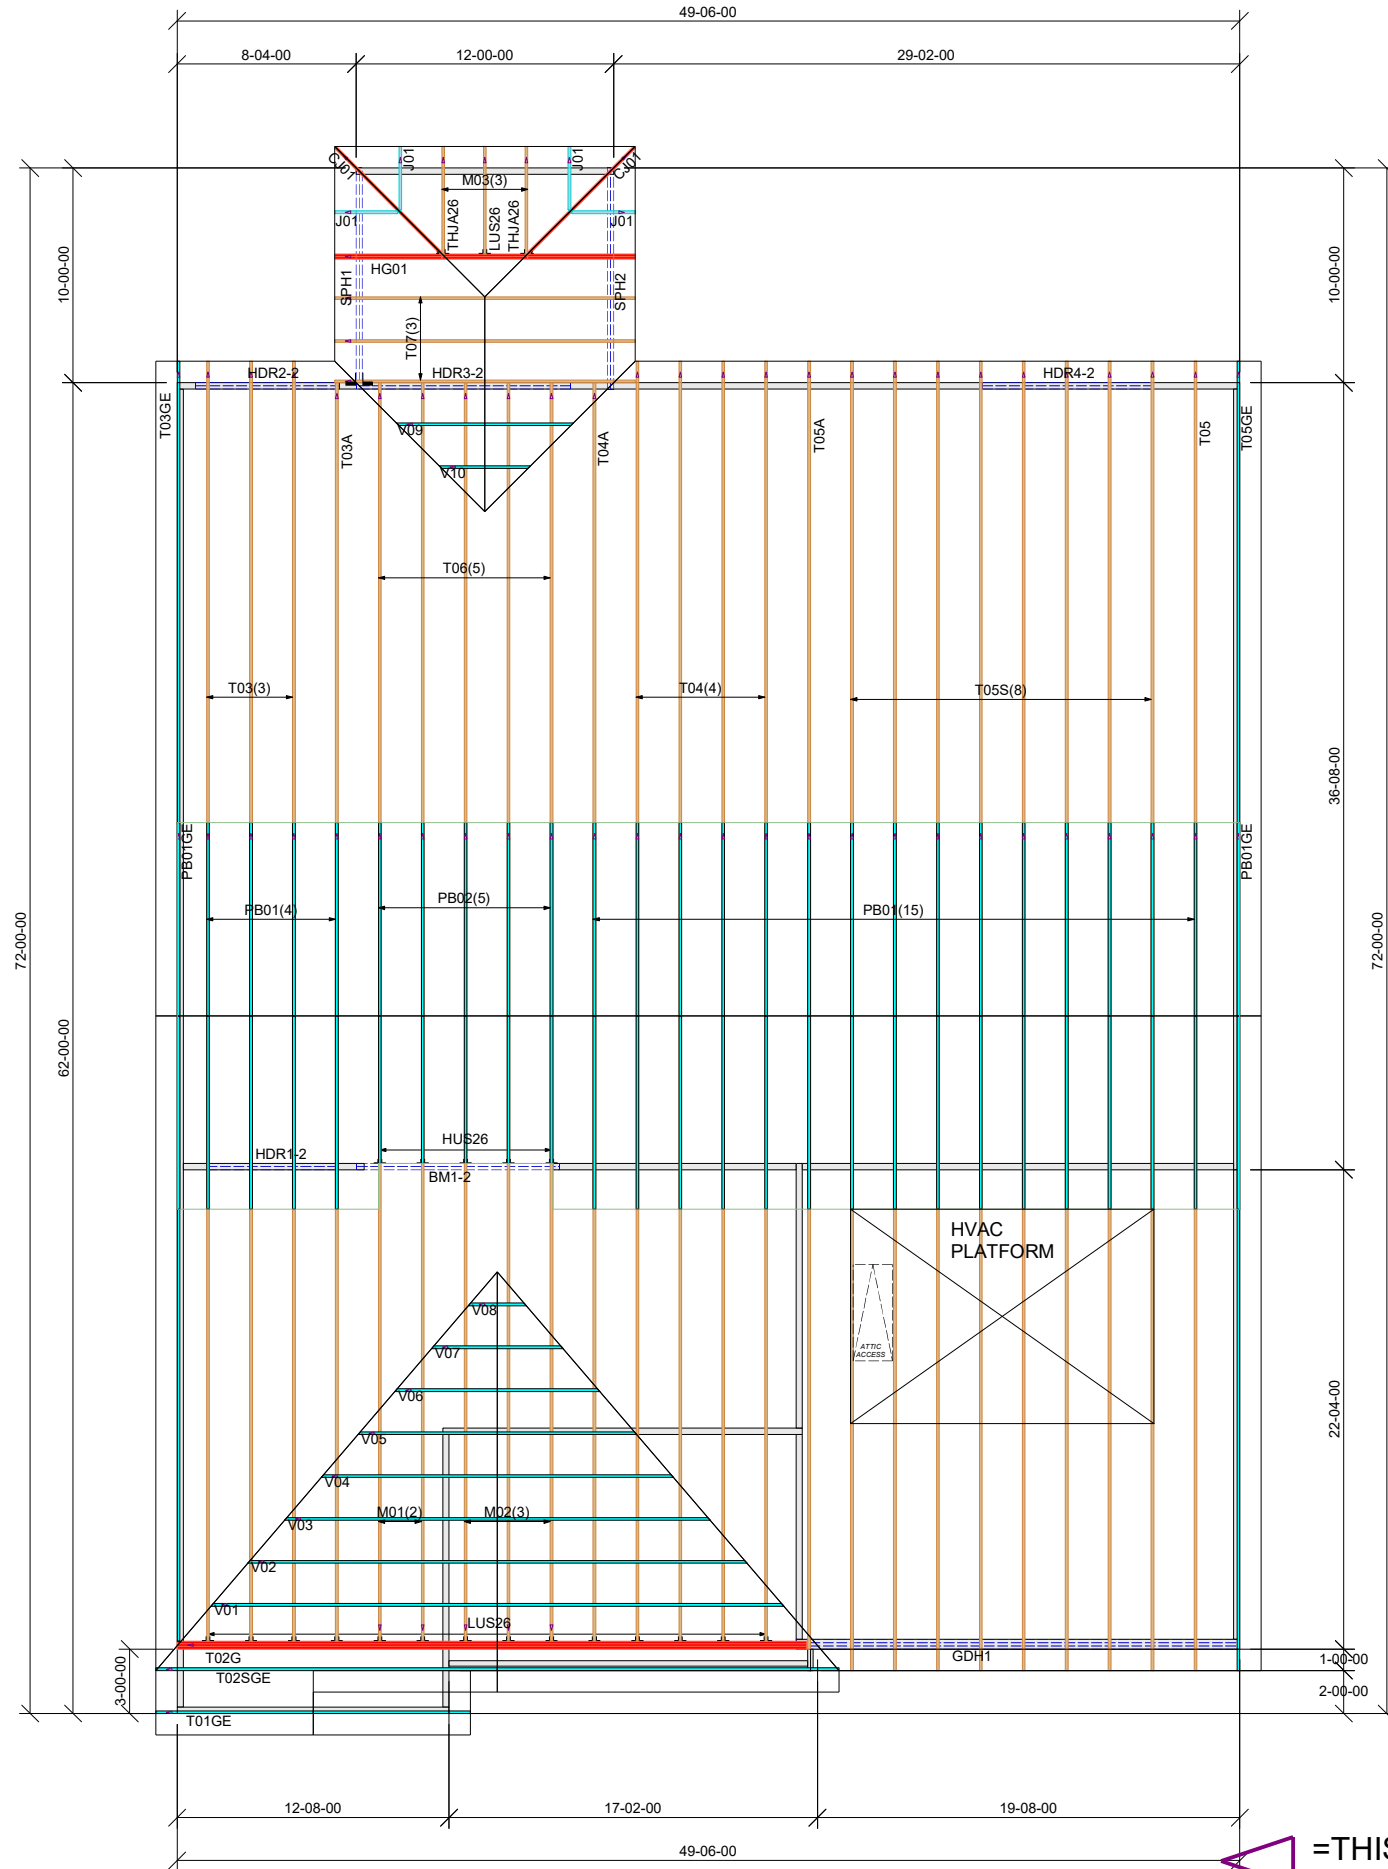 49-06-00
8-04-00
12-00-00
29-02-00
CJ01
J01
J01
CJ01
M03(3)
J01
J01
THJA26
LUS26
THJA26
HG01
SPH1
SPH2
T07(3)
10-00-00
10-00-00
HDR2-2
HDR3-2
HDR4-2
T03GE
T03A
V09
V10
T04A
T05A
T05
T05GE
T06(5)
T03(3)
T04(4)
T05S(8)
36-08-00
PB01GE
PB01GE
PB01(4)
PB02(5)
PB01(15)
72-00-00
72-00-00
62-00-00
HUS26
HDR1-2
BM1-2
HVAC
PLATFORM
ATTIC
ACCESS
V08
V07
V06
V05
V04
V03
V02
V01
M01(2)
M02(3)
LUS26
22-04-00
T02G
T02SGE
GDH1
T01GE
3-00-00
1-00-00
2-00-00
12-08-00
17-02-00
19-08-00
49-06-00
=THIS